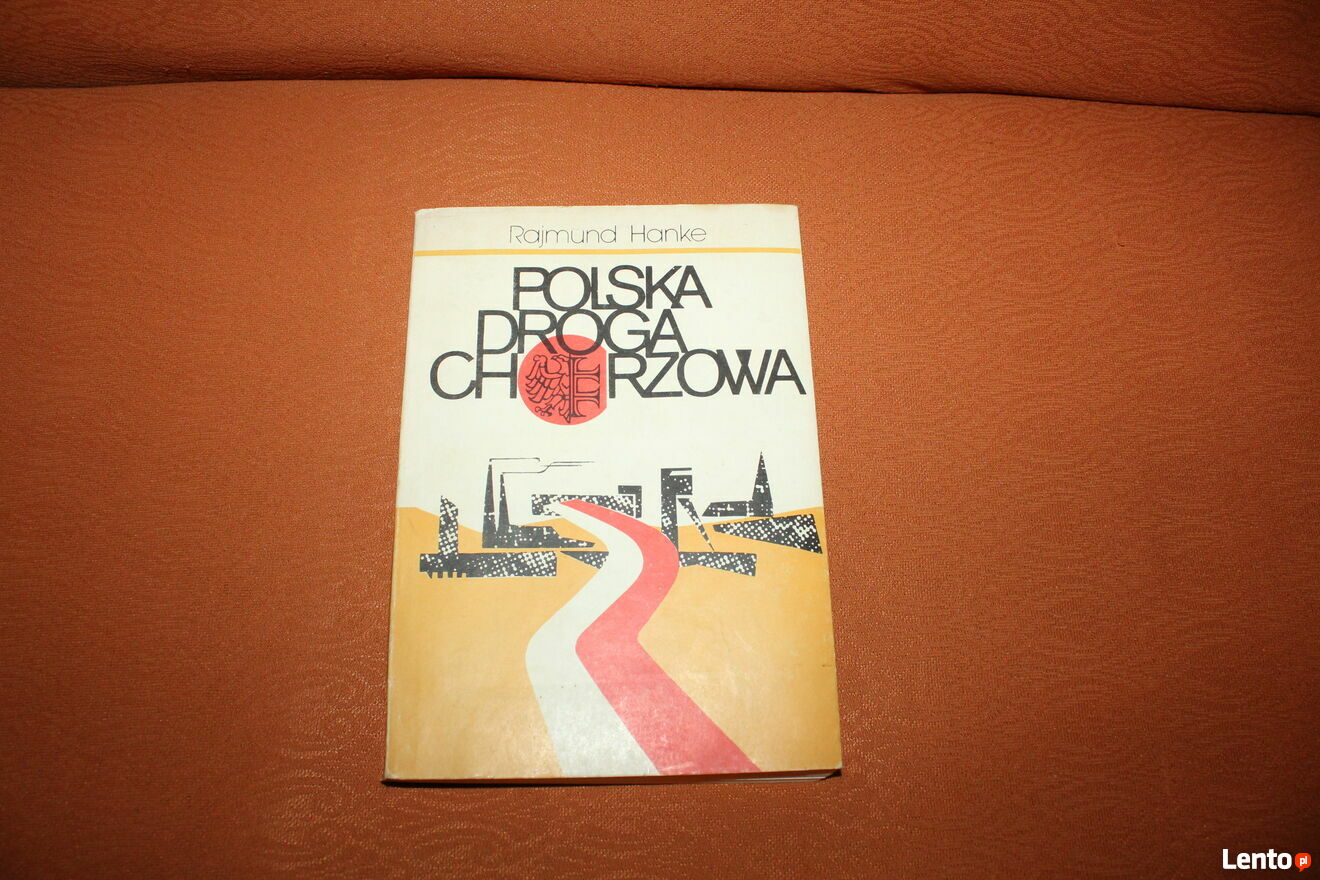 Rajmund Hanke
POLSKA
DROGA
CHORZOWA
Lento pl